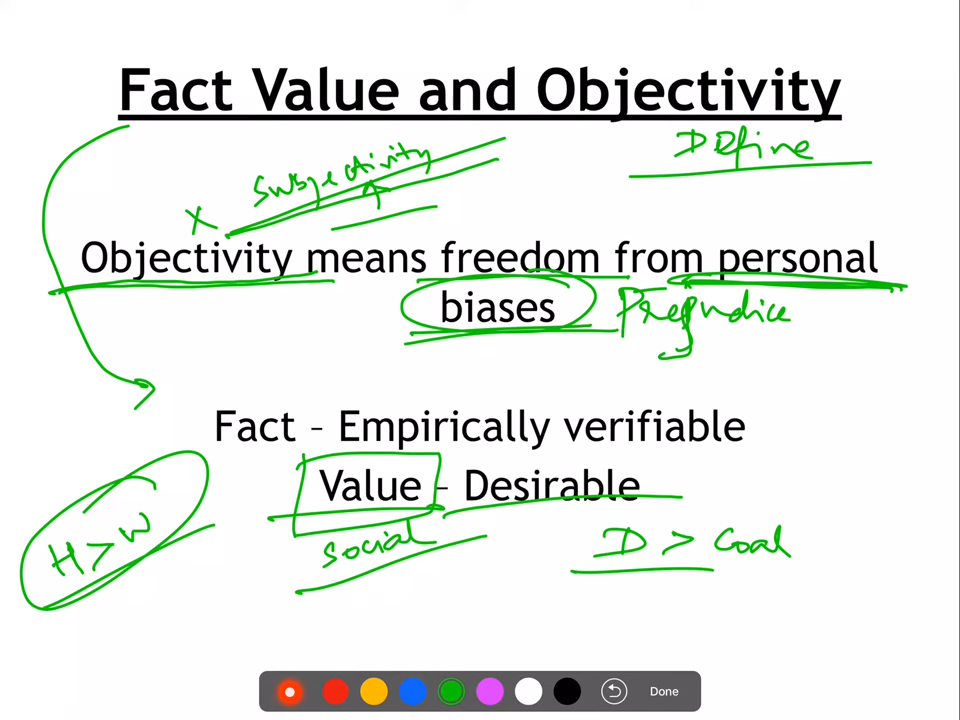 Fact Value and Objectivity
DEfine
Subjectivity
X
Objectivity means freedom from personal
biases Prejudice
Fact – Empirically verifiable
Value – Desirable
H > W
social
D > Coal
Done